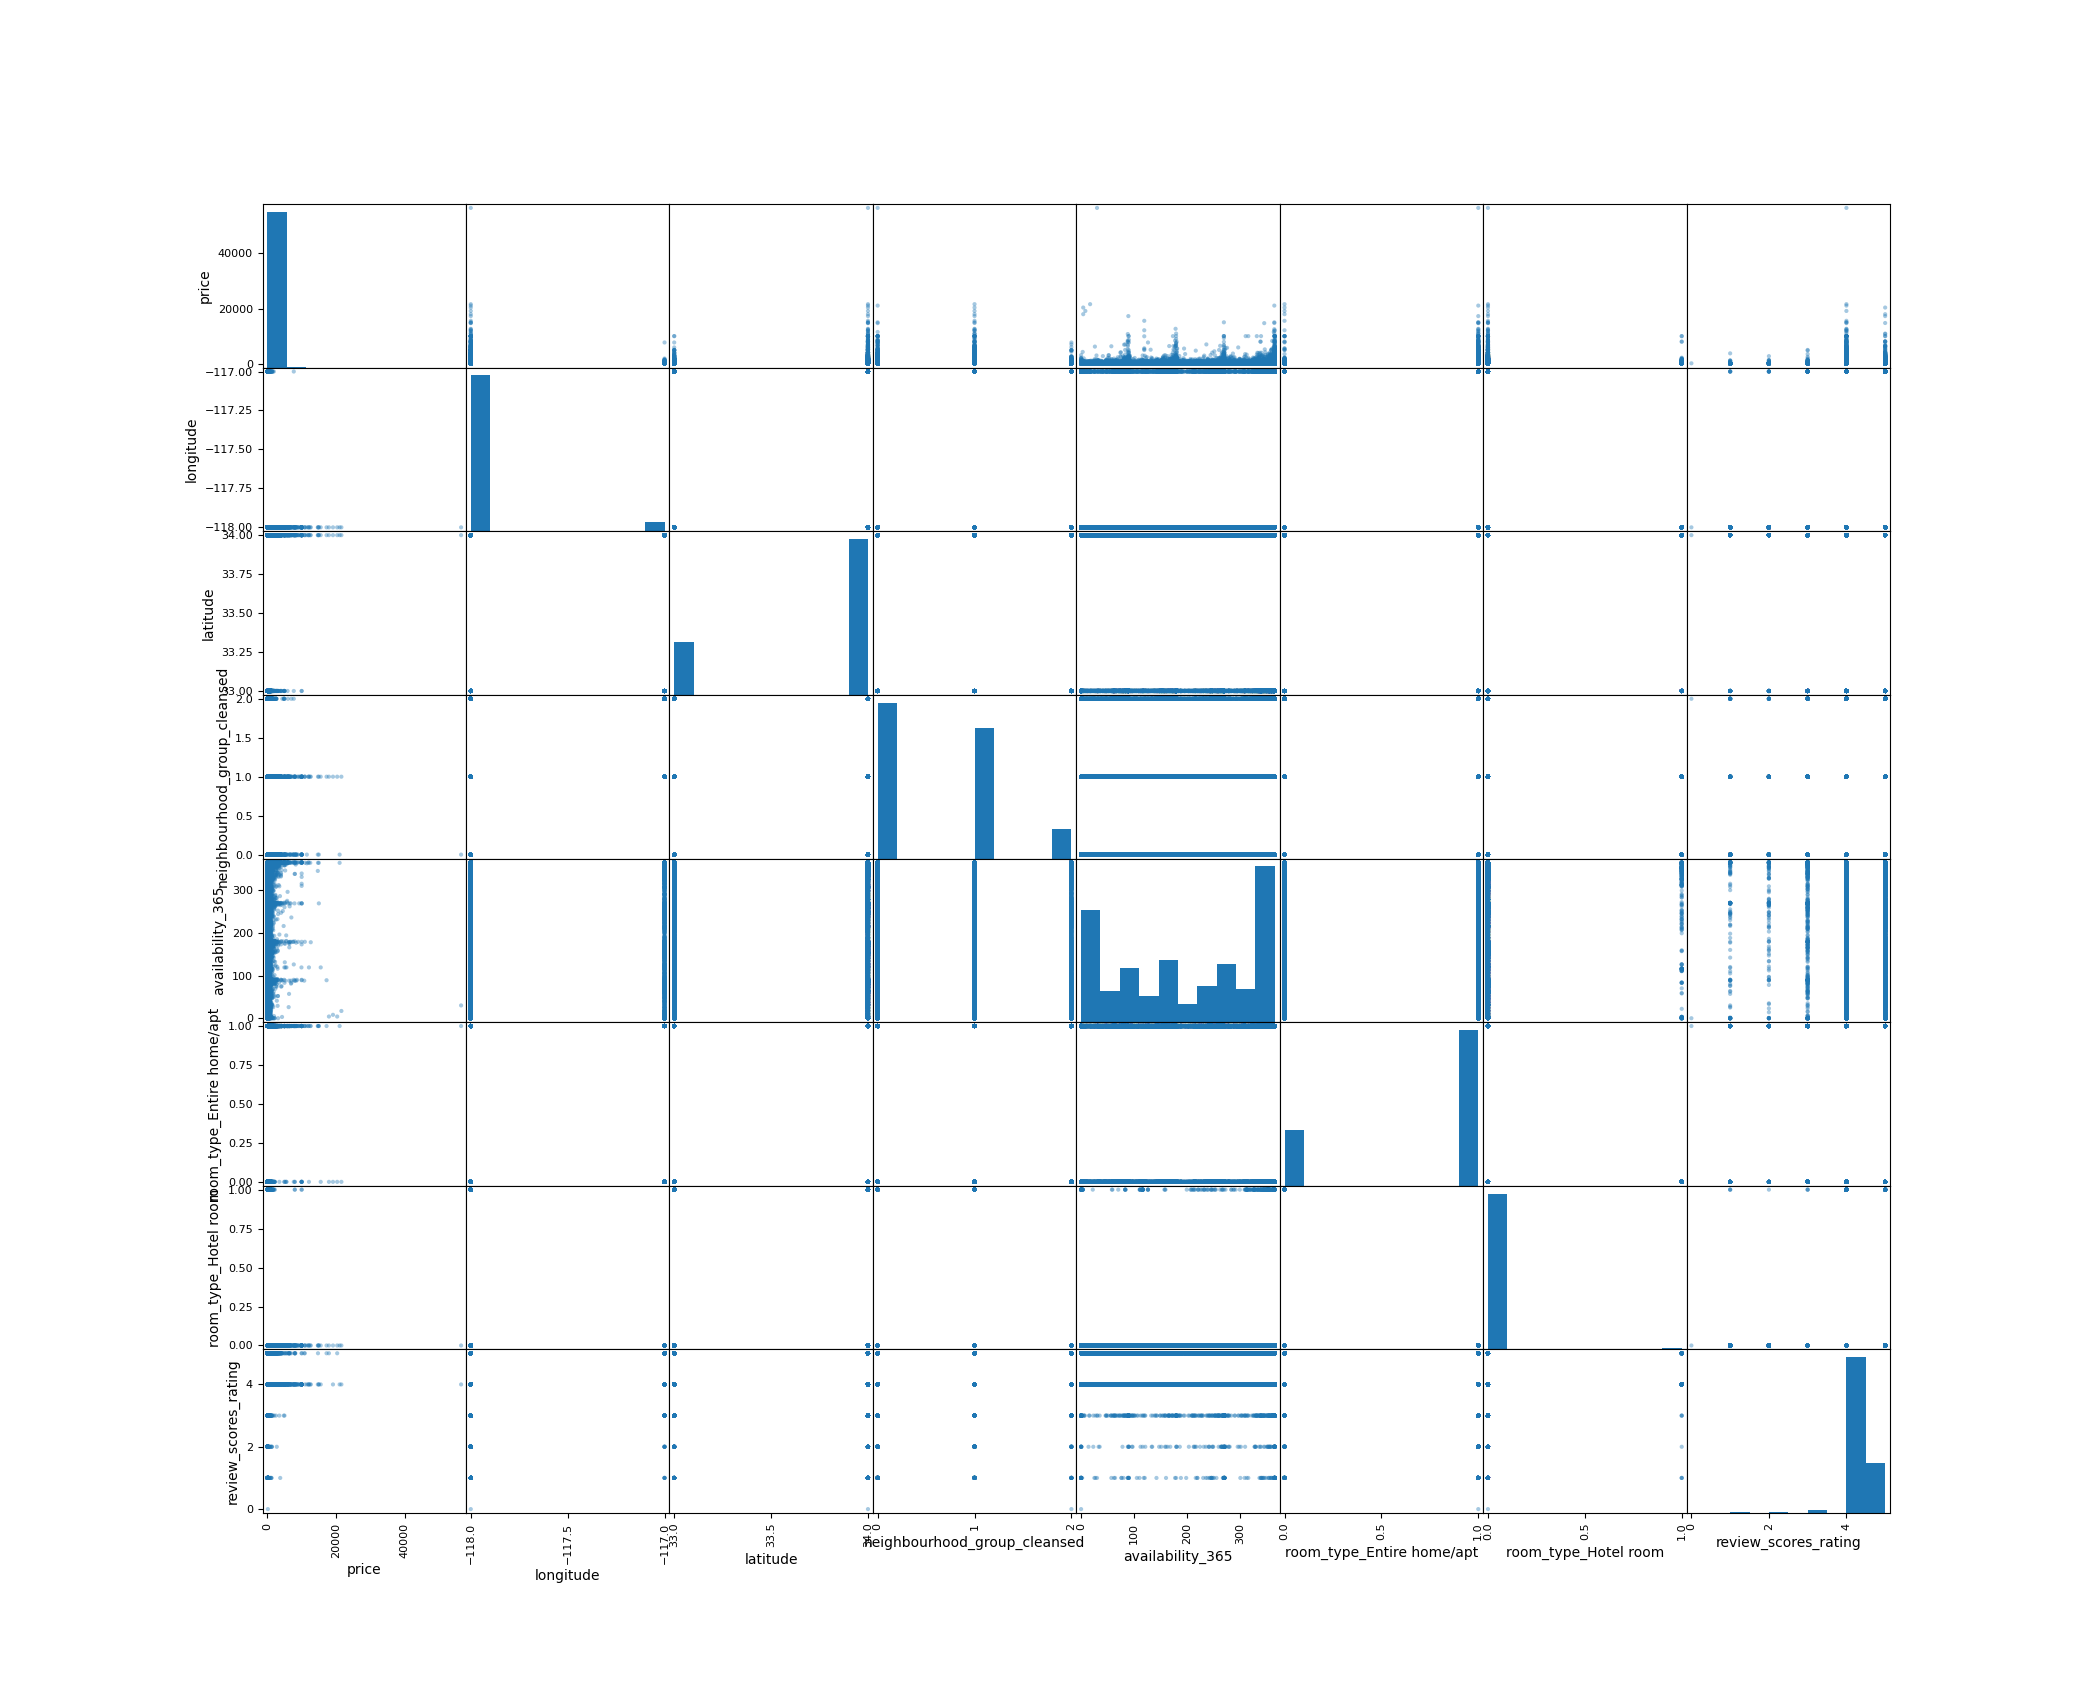 40000
20000
0
price
−117.00
−117.25
−117.50
−117.75
−118.00
longitude
34.00
33.75
33.50
33.25
33.00
latitude
2.0
1.5
1.0
0.5
0.0
neighbourhood_group_cleansed
300
200
100
0
availability_365
1.00
0.75
0.50
0.25
0.00
room_type_Entire home/apt
1.00
0.75
0.50
0.25
0.00
room_type_Hotel room
4
2
0
review_scores_rating
0 20000 40000
price
−118.0 −117.5 −117.0
longitude
33.0 33.5 34.0
latitude
0 1 2
neighbourhood_group_cleansed
0 100 200 300
availability_365
0.0 0.5 1.0
room_type_Entire home/apt
0.0 0.5 1.0
room_type_Hotel room
0 2 4
review_scores_rating